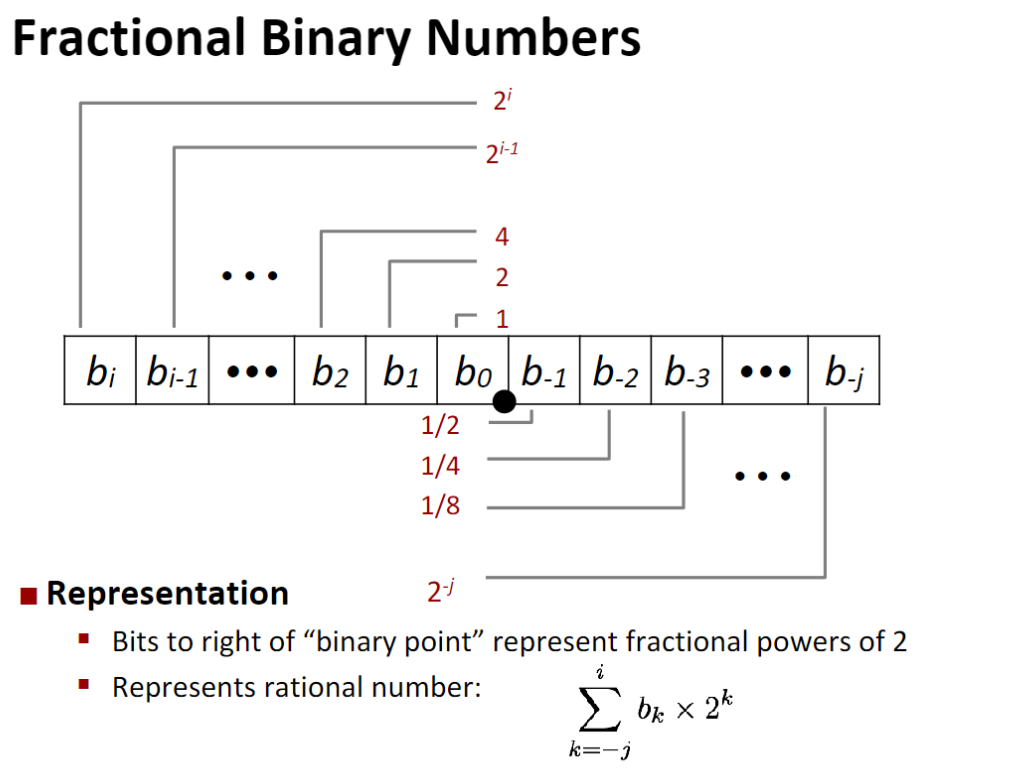 Fractional Binary Numbers
2^i
2^{i-1}
• • •
4
2
1
b_i b_{i-1} ••• b_2 b_1 b_0 b_{-1} b_{-2} b_{-3} ••• b_{-j}
1/2
1/4
• • •
1/8
2^{-j}
■ Representation
▪ Bits to right of “binary point” represent fractional powers of 2
▪ Represents rational number: \sum_{k=-j}^{i} b_k × 2^k